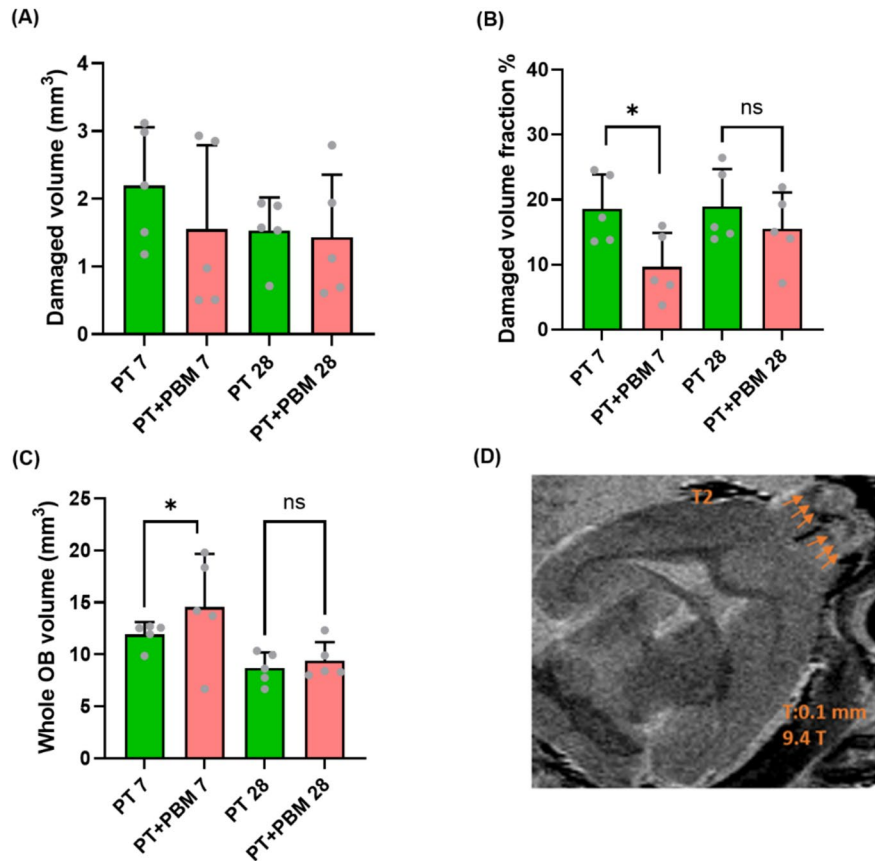 (A)
Damaged volume (mm³)
4
3
2
1
0
PT 7
PT+PBM 7
PT 28
PT+PBM 28
(B)
Damaged volume fraction %
40
30
20
10
0
*
ns
PT 7
PT+PBM 7
PT 28
PT+PBM 28
(C)
Whole OB volume (mm³)
25
20
15
10
5
0
*
ns
PT 7
PT+PBM 7
PT 28
PT+PBM 28
(D)
T2
T:0.1 mm
9.4 T